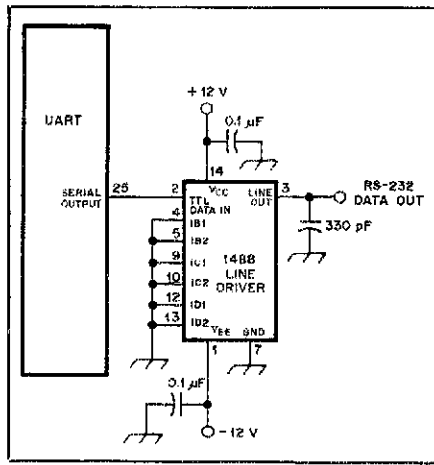 +12 V
0.1 µF
UART
14
VCC
25
2
3
SERIAL OUTPUT
TTL DATA IN
LINE OUT
RS-232 DATA OUT
4
IB1
5
IB2
330 pF
9
IC1
10
IC2
1488 LINE DRIVER
12
ID1
13
ID2
VEE
GND
1
7
0.1 µF
-12 V